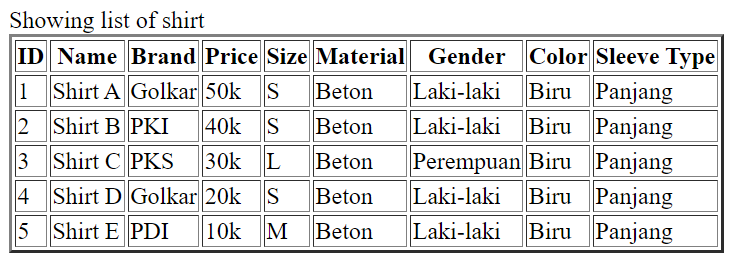 Showing list of shirt
ID Name Brand Price Size Material Gender Color Sleeve Type
1 Shirt A Golkar 50k S Beton Laki-laki Biru Panjang
2 Shirt B PKI 40k S Beton Laki-laki Biru Panjang
3 Shirt C PKS 30k L Beton Perempuan Biru Panjang
4 Shirt D Golkar 20k S Beton Laki-laki Biru Panjang
5 Shirt E PDI 10k M Beton Laki-laki Biru Panjang